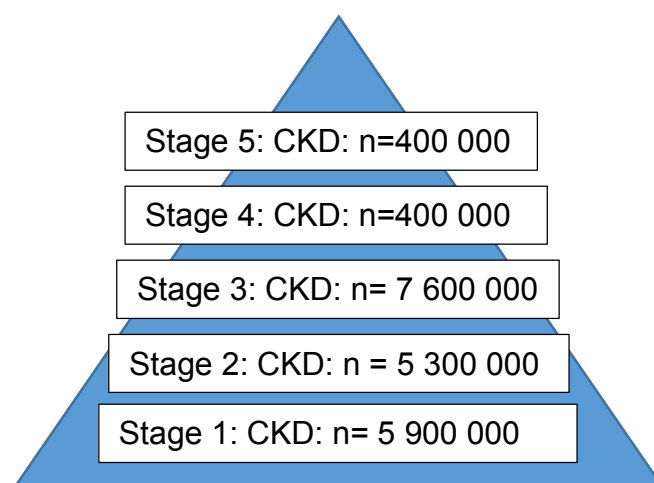 Stage 5: CKD: n=400 000
Stage 4: CKD: n=400 000
Stage 3: CKD: n= 7 600 000
Stage 2: CKD: n = 5 300 000
Stage 1: CKD: n= 5 900 000